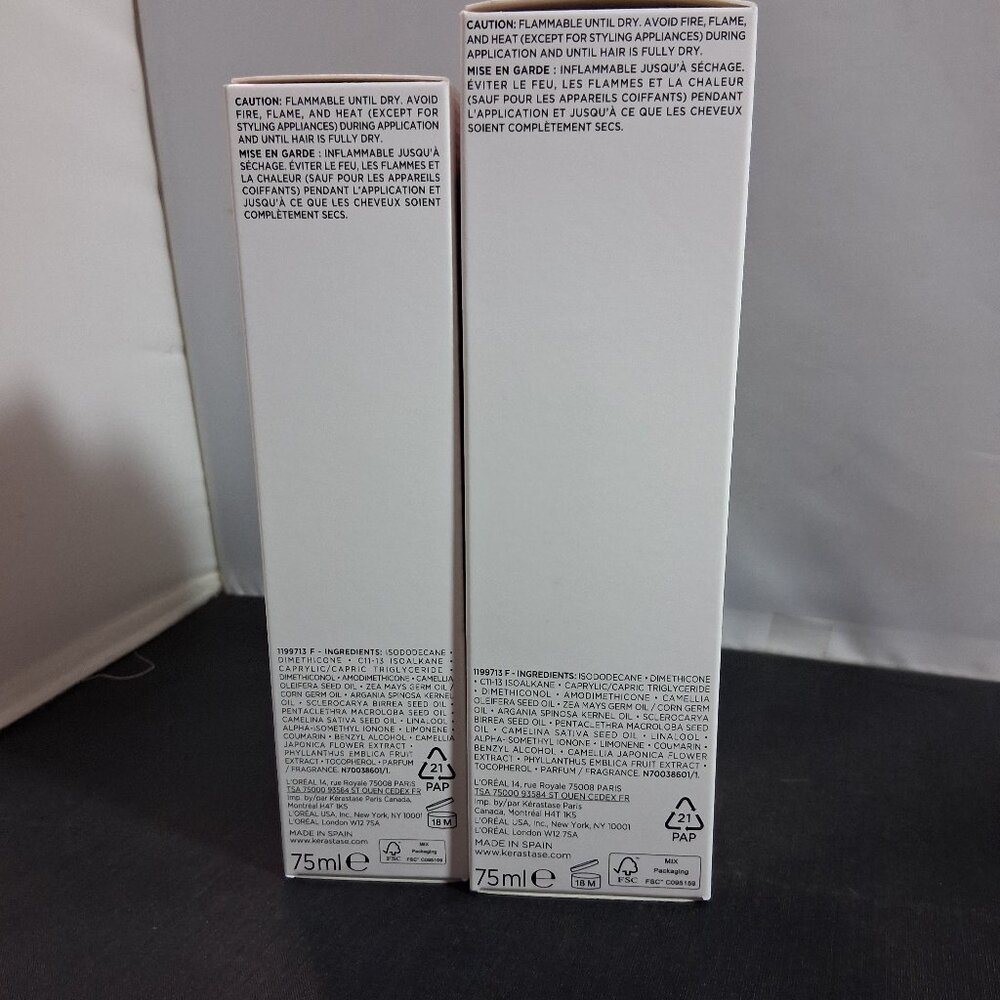 CAUTION: FLAMMABLE UNTIL DRY. AVOID
FIRE, FLAME, AND HEAT (EXCEPT FOR
STYLING APPLIANCES) DURING APPLICATION
AND UNTIL HAIR IS FULLY DRY.
MISE EN GARDE : INFLAMMABLE JUSQU'À
SÉCHAGE. ÉVITER LE FEU, LES FLAMMES ET
LA CHALEUR (SAUF POUR LES APPAREILS
COIFFANTS) PENDANT L'APPLICATION ET
JUSQU'À CE QUE LES CHEVEUX SOIENT
COMPLÈTEMENT SECS.
1199713 F - INGREDIENTS: ISODODECANE •
DIMETHICONE • C11-13 ISOALKANE •
CAPRYLIC/CAPRIC TRIGLYCERIDE •
DIMETHICONOL • AMODIMETHICONE • CAMELLIA
OLEIFERA SEED OIL • ZEA MAYS GERM OIL /
CORN GERM OIL • ARGANIA SPINOSA KERNEL
OIL • SCLEROCARYA BIRREA SEED OIL •
PENTACLETHRA MACROLOBA SEED OIL •
CAMELINA SATIVA SEED OIL • LINALOOL •
ALPHA-ISOMETHYL IONONE • LIMONENE •
COUMARIN • BENZYL ALCOHOL • CAMELLIA
JAPONICA FLOWER EXTRACT •
PHYLLANTHUS EMBLICA FRUIT
EXTRACT • TOCOPHEROL • PARFUM
/ FRAGRANCE. N70038601/1.
L'ORÉAL 14, rue Royale 75008 PARIS
TSA 75000 93584 ST OUEN CEDEX FR
Imp. by/par Kérastase Paris Canada,
Montréal H4T 1K5
L'ORÉAL USA, Inc. New York, NY 10001
L'ORÉAL London W12 7SA
MADE IN SPAIN
www.kerastase.com
75ml e
21
PAP
18 M
FSC
MIX
Packaging
FSC® C095169
CAUTION: FLAMMABLE UNTIL DRY. AVOID FIRE, FLAME,
AND HEAT (EXCEPT FOR STYLING APPLIANCES) DURING
APPLICATION AND UNTIL HAIR IS FULLY DRY.
MISE EN GARDE : INFLAMMABLE JUSQU'À SÉCHAGE.
ÉVITER LE FEU, LES FLAMMES ET LA CHALEUR
(SAUF POUR LES APPAREILS COIFFANTS) PENDANT
L'APPLICATION ET JUSQU'À CE QUE LES CHEVEUX
SOIENT COMPLÈTEMENT SECS.
1199713 F - INGREDIENTS: ISODODECANE • DIMETHICONE
• C11-13 ISOALKANE • CAPRYLIC/CAPRIC TRIGLYCERIDE
• DIMETHICONOL • AMODIMETHICONE • CAMELLIA
OLEIFERA SEED OIL • ZEA MAYS GERM OIL / CORN GERM
OIL • ARGANIA SPINOSA KERNEL OIL • SCLEROCARYA
BIRREA SEED OIL • PENTACLETHRA MACROLOBA SEED
OIL • CAMELINA SATIVA SEED OIL • LINALOOL •
ALPHA-ISOMETHYL IONONE • LIMONENE • COUMARIN •
BENZYL ALCOHOL • CAMELLIA JAPONICA FLOWER
EXTRACT • PHYLLANTHUS EMBLICA FRUIT EXTRACT •
TOCOPHEROL • PARFUM / FRAGRANCE. N70038601/1.
L'ORÉAL 14, rue Royale 75008 PARIS
TSA 75000 93584 ST OUEN CEDEX FR
Imp. by/par Kérastase Paris
Canada, Montréal H4T 1K5
L'ORÉAL USA, Inc. New York, NY 10001
L'ORÉAL London W12 7SA
MADE IN SPAIN
www.kerastase.com
75ml e
18 M
21
PAP
FSC
MIX
Packaging
FSC® C095169